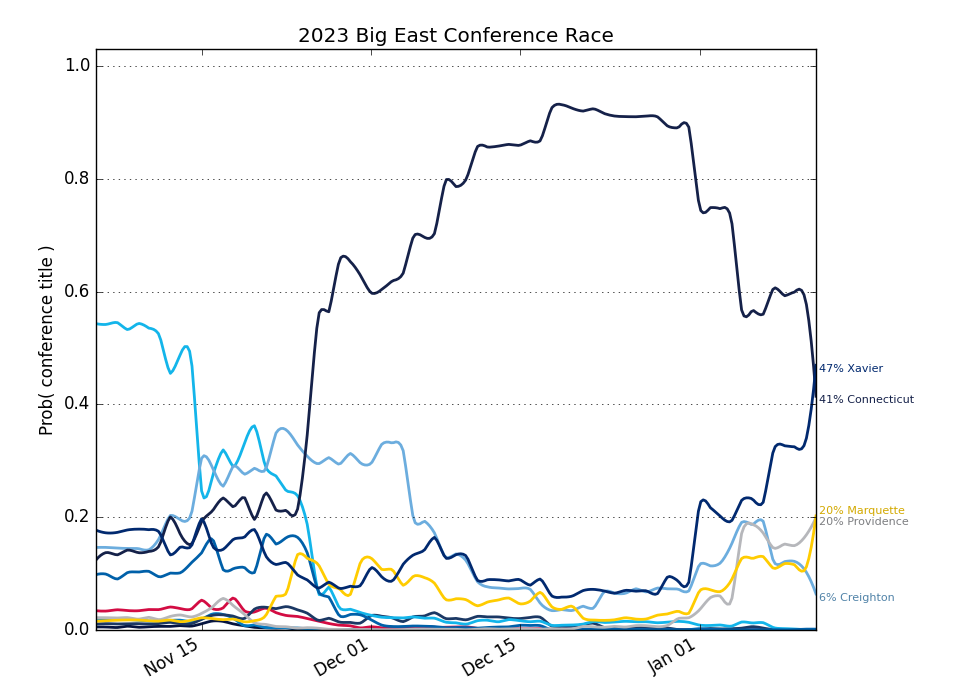 2023 Big East Conference Race
Prob( conference title )
1.0
0.8
0.6
0.4
0.2
0.0
47% Xavier
41% Connecticut
20% Marquette
20% Providence
6% Creighton
Nov 15
Dec 01
Dec 15
Jan 01